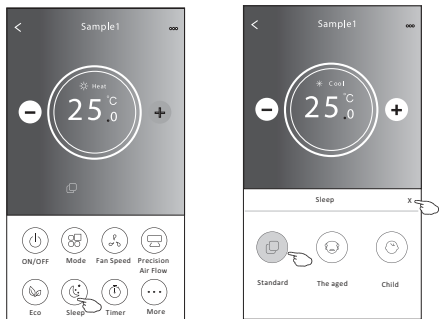 Sample1
Heat
25.0 °C
ON/OFF
Mode
Fan Speed
Precision
Air Flow
Eco
Sleep
Timer
More
Sample1
Cool
25.0 °C
Sleep
X
Standard
The aged
Child